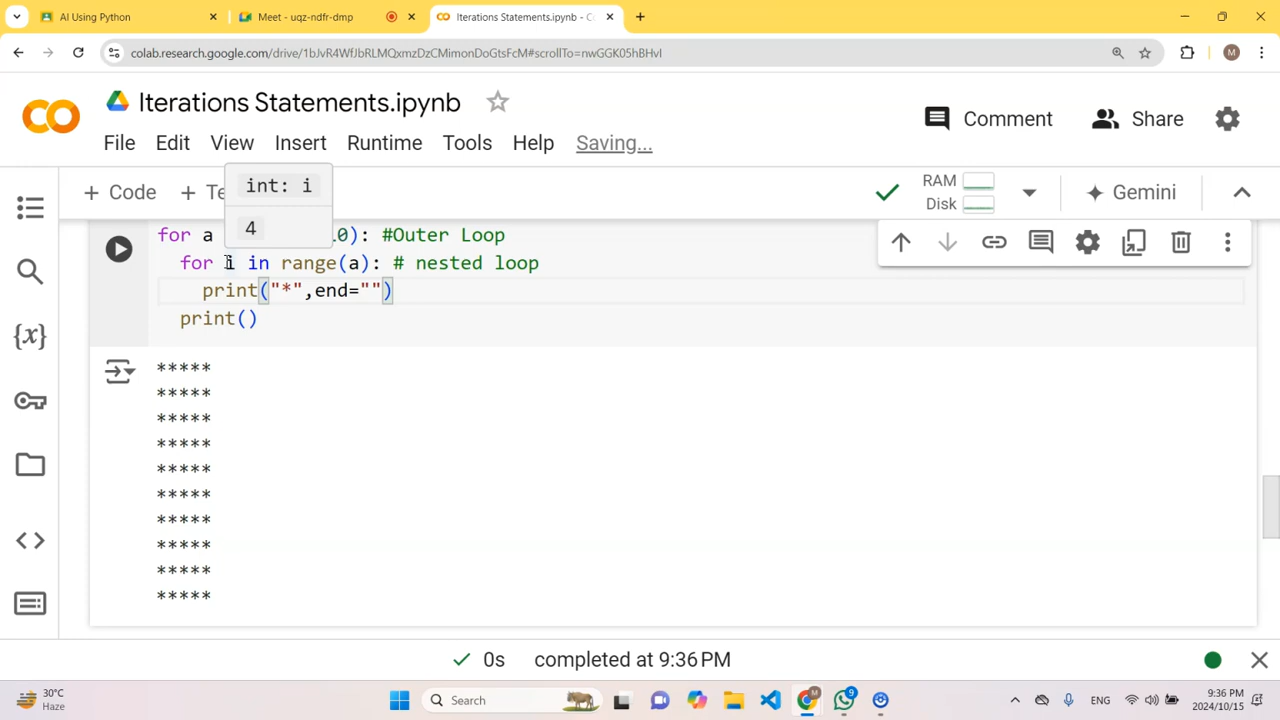 AI Using Python
Meet - uqz-ndfr-dmp
Iterations Statements.ipynb - C
colab.research.google.com/drive/1bJvR4WfJbRLMQxmzDzCMimonDoGtsFcM#scrollTo=nwGGK05hBHvI
M
Iterations Statements.ipynb
File Edit View Insert Runtime Tools Help Saving...
Comment
Share
+ Code + Te
RAM
Disk
Gemini
int: i
4
for a 10): #Outer Loop
for i in range(a): # nested loop
print("*",end="")
print()
*****
*****
*****
*****
*****
*****
*****
*****
*****
*****
{x}
0s completed at 9:36 PM
30°C
Haze
Search
M
9
ENG
9:36 PM
2024/10/15